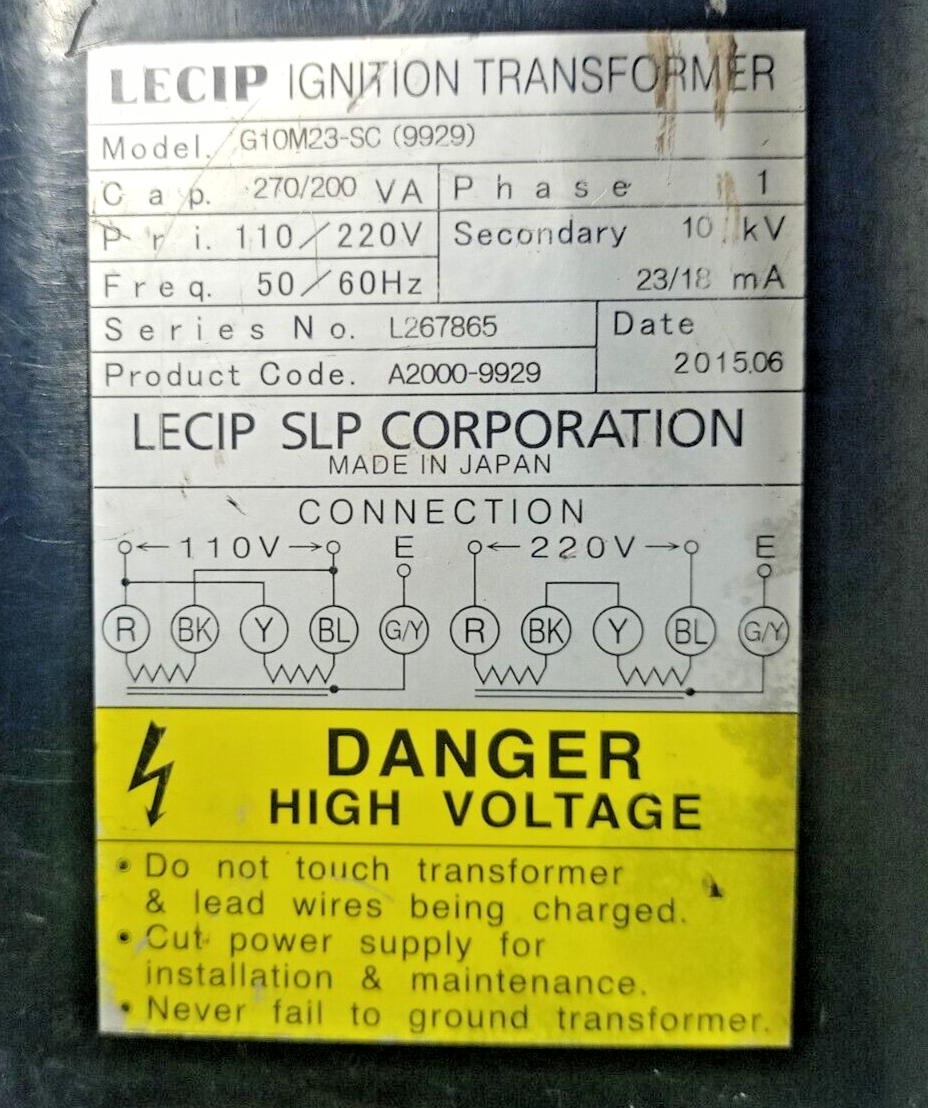 LECIP IGNITION TRANSFORMER
Model. G10M23-SC (9929)
Cap. 270/200 VA Phase 1
Pri. 110/220V Secondary 10 kV
Freq. 50/60Hz 23/18 mA
Series No. L267865 Date
2015.06
Product Code. A2000-9929
LECIP SLP CORPORATION
MADE IN JAPAN
CONNECTION
110V E 220V E
R BK Y BL G/Y R BK Y BL G/Y
DANGER
HIGH VOLTAGE
• Do not touch transformer
& lead wires being charged.
• Cut power supply for
installation & maintenance.
• Never fail to ground transformer.